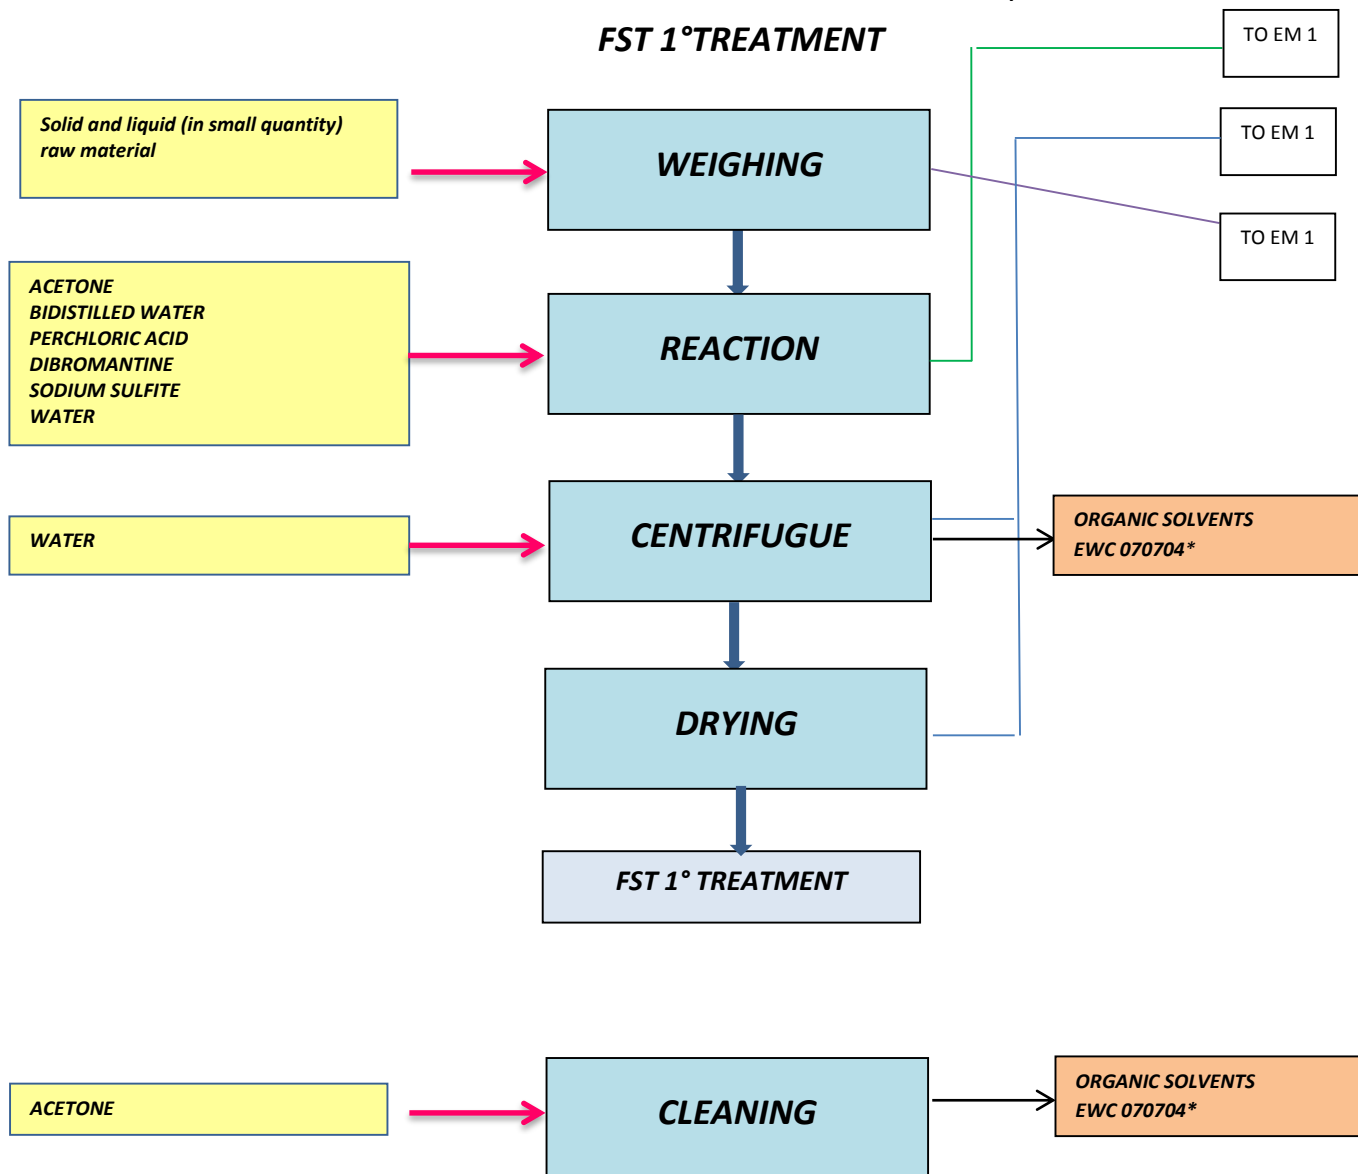 FST 1°TREATMENT
TO EM 1
Solid and liquid (in small quantity)
raw material
WEIGHING
TO EM 1
TO EM 1
ACETONE
BIDISTILLED WATER
PERCHLORIC ACID
DIBROMANTINE
SODIUM SULFITE
WATER
REACTION
WATER
CENTRIFUGUE
ORGANIC SOLVENTS
EWC 070704*
DRYING
FST 1° TREATMENT
ACETONE
CLEANING
ORGANIC SOLVENTS
EWC 070704*